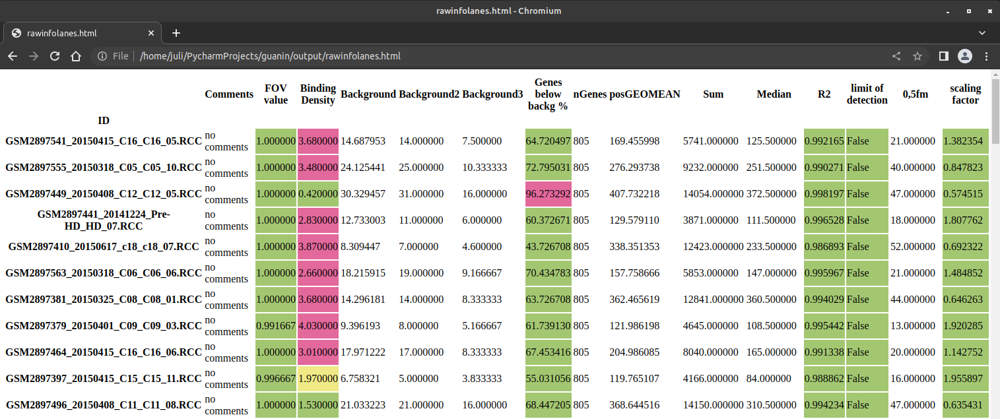 rawinfolanes.html - Chromium
rawinfolanes.html
File | /home/juli/PycharmProjects/guanin/output/rawinfolanes.html
ID Comments FOV value Binding Density Background Background2 Background3 Genes below backg % nGenes posGEOMEAN Sum Median R2 limit of detection 0,5fm scaling factor
GSM2897541_20150415_C16_C16_05.RCC no comments 1.000000 3.680000 14.687953 14.000000 7.500000 64.720497 805 169.455998 5741.000000 125.500000 0.992165 False 21.000000 1.382354
GSM2897555_20150318_C05_C05_10.RCC no comments 1.000000 3.480000 24.125441 25.000000 10.333333 72.795031 805 276.293738 9232.000000 251.500000 0.990271 False 40.000000 0.847823
GSM2897449_20150408_C12_C12_05.RCC no comments 1.000000 0.420000 30.329457 31.000000 16.000000 96.273292 805 407.732218 14054.000000 372.500000 0.998197 False 47.000000 0.574515
GSM2897441_20141224_Pre-HD_HD_07.RCC no comments 1.000000 2.830000 12.733003 11.000000 6.000000 60.372671 805 129.579110 3871.000000 111.500000 0.996528 False 18.000000 1.807762
GSM2897410_20150617_c18_c18_07.RCC no comments 1.000000 3.870000 8.309447 7.000000 4.600000 43.726708 805 338.351353 12423.000000 233.500000 0.986893 False 52.000000 0.692322
GSM2897563_20150318_C06_C06_06.RCC no comments 1.000000 2.660000 18.215915 19.000000 9.166667 70.434783 805 157.758666 5853.000000 147.000000 0.995967 False 21.000000 1.484852
GSM2897381_20150325_C08_C08_01.RCC no comments 1.000000 3.680000 14.296181 14.000000 8.333333 63.726708 805 362.465619 12841.000000 360.500000 0.994029 False 44.000000 0.646263
GSM2897379_20150401_C09_C09_03.RCC no comments 0.991667 4.030000 9.396193 8.000000 5.166667 61.739130 805 121.986198 4645.000000 108.500000 0.995442 False 13.000000 1.920285
GSM2897464_20150415_C16_C16_06.RCC no comments 1.000000 3.010000 17.971222 17.000000 8.333333 67.453416 805 204.986085 8040.000000 165.000000 0.991338 False 20.000000 1.142752
GSM2897397_20150415_C15_C15_11.RCC no comments 0.996667 1.970000 6.758321 5.000000 3.833333 55.031056 805 119.765107 4166.000000 84.000000 0.988862 False 16.000000 1.955897
GSM2897496_20150408_C11_C11_08.RCC no comments 1.000000 1.530000 21.033223 21.000000 16.000000 68.447205 805 368.644516 14150.000000 310.500000 0.994234 False 47.000000 0.635431